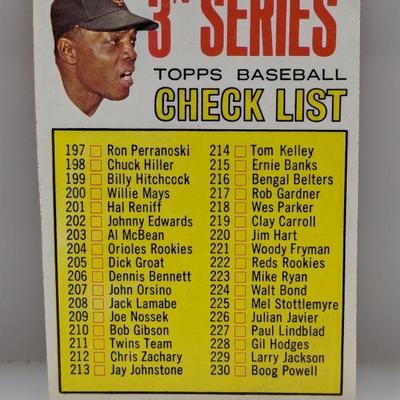 3RD SERIES
TOPPS BASEBALL
CHECK LIST
197 Ron Perranoski
198 Chuck Hiller
199 Billy Hitchcock
200 Willie Mays
201 Hal Reniff
202 Johnny Edwards
203 Al McBean
204 Orioles Rookies
205 Dick Groat
206 Dennis Bennett
207 John Orsino
208 Jack Lamabe
209 Joe Nossek
210 Bob Gibson
211 Twins Team
212 Chris Zachary
213 Jay Johnstone
214 Tom Kelley
215 Ernie Banks
216 Bengal Belters
217 Rob Gardner
218 Wes Parker
219 Clay Carroll
220 Jim Hart
221 Woody Fryman
222 Reds Rookies
223 Mike Ryan
224 Walt Bond
225 Mel Stottlemyre
226 Julian Javier
227 Paul Lindblad
228 Gil Hodges
229 Larry Jackson
230 Boog Powell